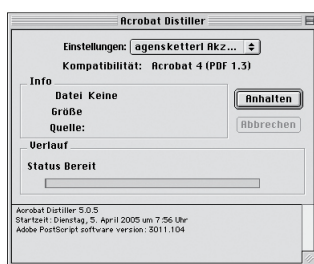 Acrobat Distiller
Einstellungen: agensketterl Akz...
Kompatibilität: Acrobat 4 (PDF 1.3)
Info
Datei Keine
Größe
Quelle:
Anhalten
Abbrechen
Verlauf
Status Bereit
Acrobat Distiller 5.0.5
Startzeit: Dienstag, 5. April 2005 um 7:56 Uhr
Adobe PostScript software version: 3011.104